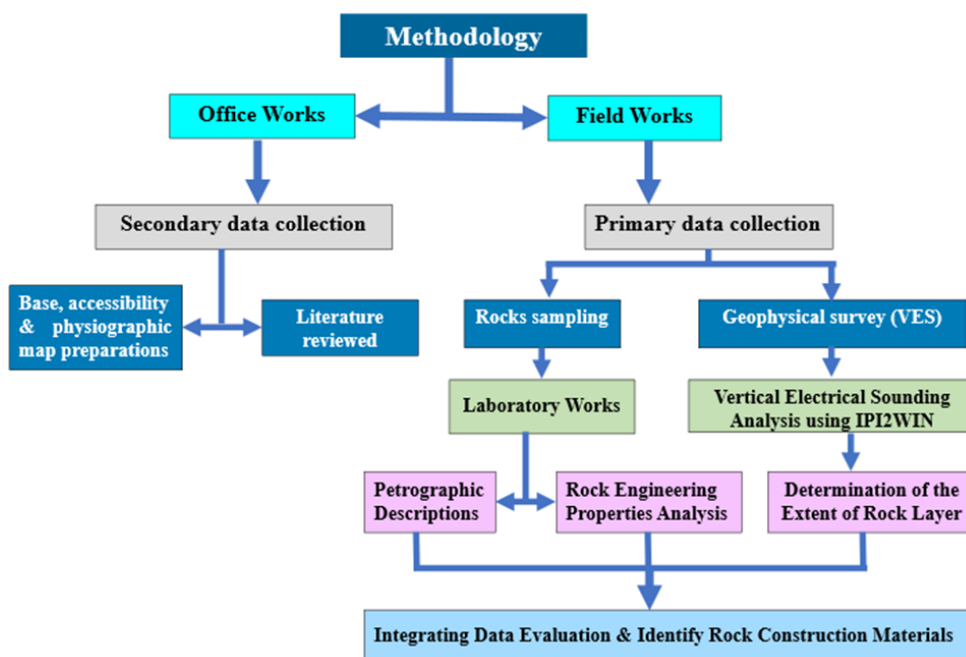 Methodology
Office Works
Field Works
Secondary data collection
Primary data collection
Base, accessibility
& physiographic
map preparations
Literature
reviewed
Rocks sampling
Geophysical survey (VES)
Laboratory Works
Vertical Electrical Sounding
Analysis using IPI2WIN
Petrographic
Descriptions
Rock Engineering
Properties Analysis
Determination of the
Extent of Rock Layer
Integrating Data Evaluation & Identify Rock Construction Materials